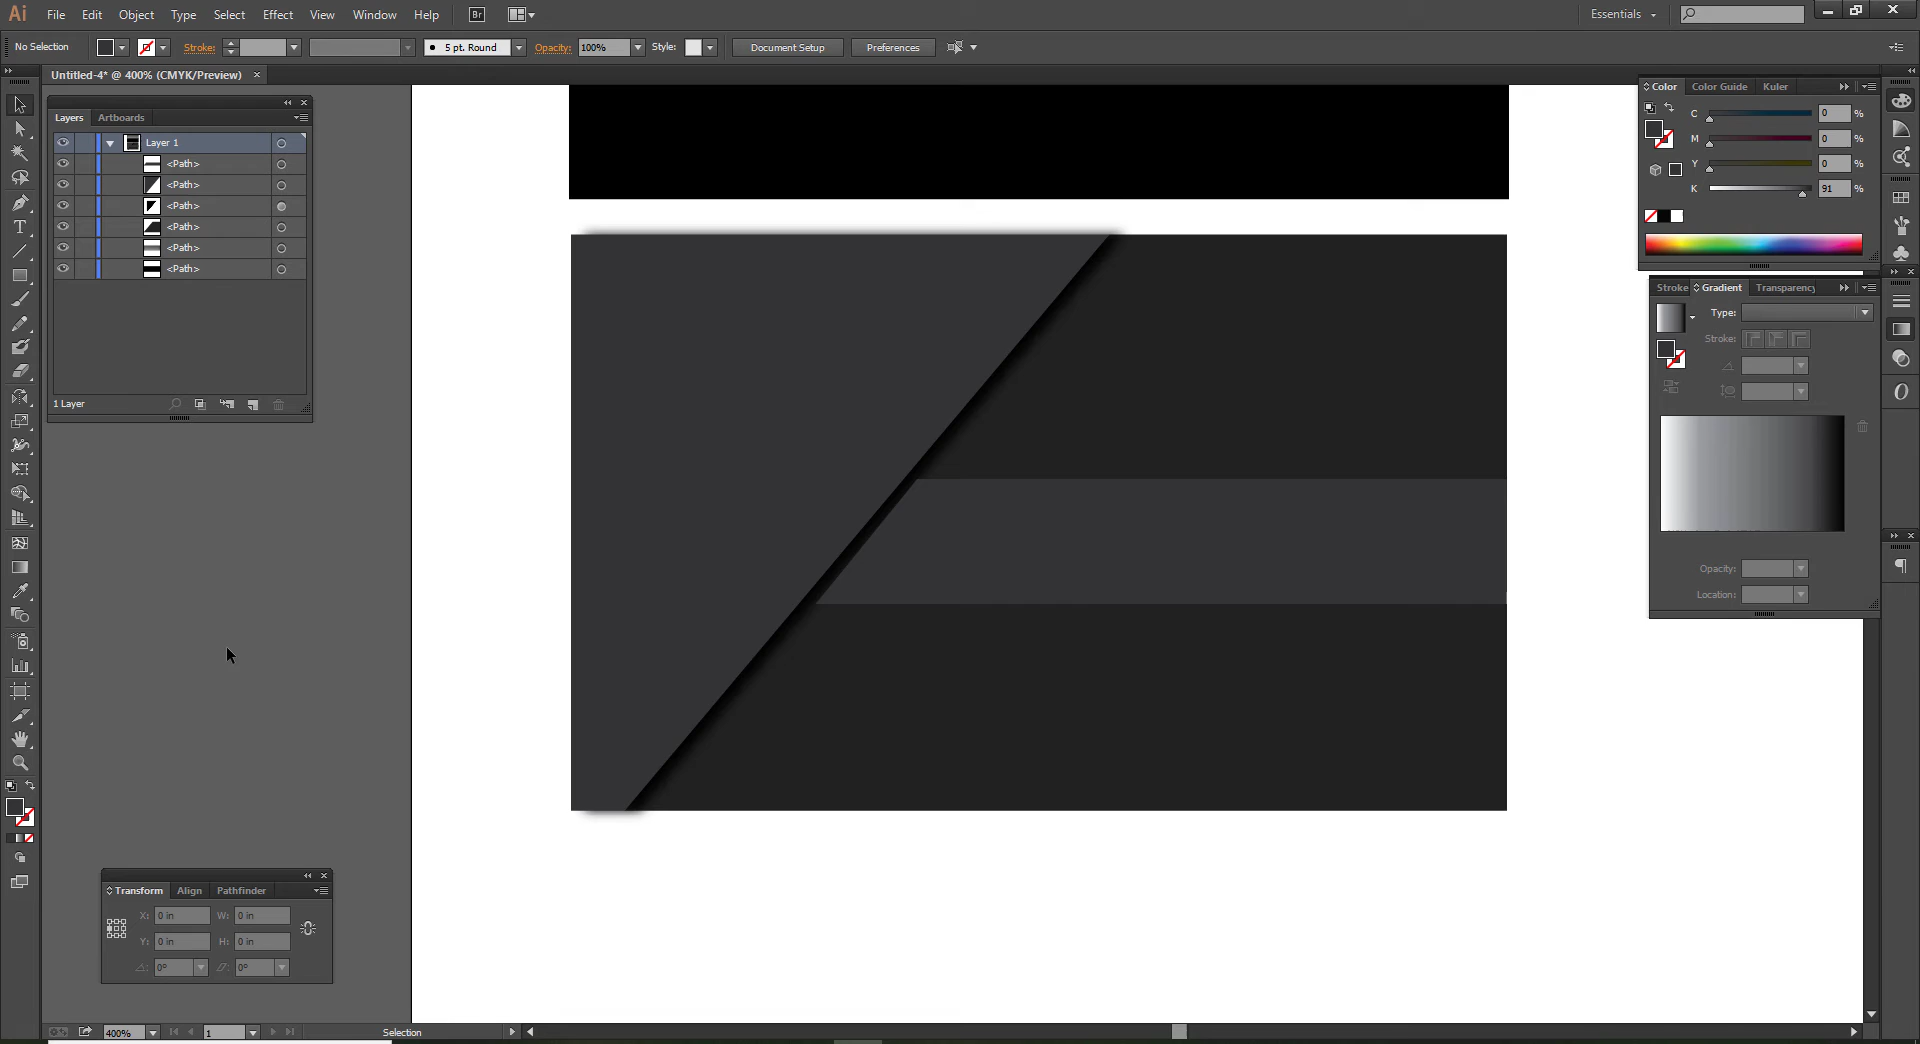 Ai File Edit Object Type Select Effect View Window Help Br Essentials
No Selection Stroke: 5 pt. Round Opacity: 100% Style: Document Setup Preferences
Untitled-4* @ 400% (CMYK/Preview)
Layers Artboards
Layer 1
<Path>
<Path>
<Path>
<Path>
<Path>
<Path>
1 Layer
Color Color Guide Kuler
C 0 %
M 0 %
Y 0 %
K 91 %
Stroke Gradient Transparency
Type:
Stroke:
Opacity:
Location:
T
Transform Align Pathfinder
X: 0 in W: 0 in
Y: 0 in H: 0 in
0° 0°
400% 1 Selection